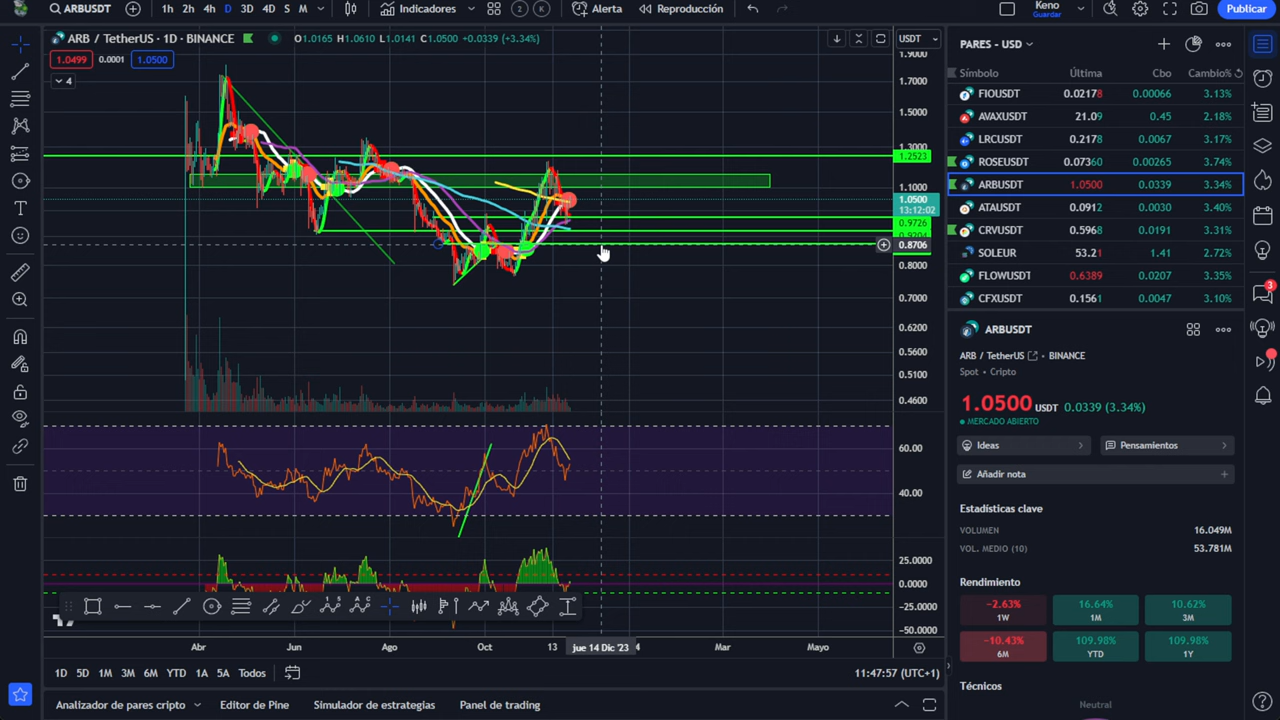 ARBUSDT 1h 2h 4h D 3D 4D S M Indicadores 2 K Alerta Reproducción Keno Guardar Publicar
ARB / TetherUS · 1D · BINANCE O1.0165 H1.0610 L1.0141 C1.0500 +0.0339 (+3.34%) USDT
1.0499 0.0001 1.0500
4
1.9000
1.7000
1.5000
1.3000
1.2523
1.1000
1.0500
13:12:02
0.9726
0.8706
0.8000
0.7000
0.6200
0.5600
0.5100
0.4600
60.00
40.00
25.0000
0.0000
-25.0000
-50.0000
Abr Jun Ago Oct 13 jue 14 Dic '23 Mar Mayo
1D 5D 1M 3M 6M YTD 1A 5A Todos 11:47:57 (UTC+1)
Analizador de pares cripto Editor de Pine Simulador de estrategias Panel de trading
PARES - USD
Símbolo Última Cbo Cambio%
FIOUSDT 0.02178 0.00066 3.13%
AVAXUSDT 21.09 0.45 2.18%
LRCUSDT 0.2178 0.0067 3.17%
ROSEUSDT 0.07360 0.00265 3.74%
ARBUSDT 1.0500 0.0339 3.34%
ATAUSDT 0.0912 0.0030 3.40%
CRVUSDT 0.5968 0.0191 3.31%
SOLEUR 53.21 1.41 2.72%
FLOWUSDT 0.6389 0.0207 3.35%
CFXUSDT 0.1561 0.0047 3.10%
3
ARBUSDT
ARB / TetherUS · BINANCE
Spot · Cripto
1.0500 USDT 0.0339 (3.34%)
MERCADO ABIERTO
Ideas Pensamientos
Añadir nota
Estadísticas clave
VOLUMEN 16.049M
VOL. MEDIO (10) 53.781M
Rendimiento
−2.63% 16.64% 10.62%
1W 1M 3M
−10.43% 109.98% 109.98%
6M YTD 1Y
Técnicos
Neutral